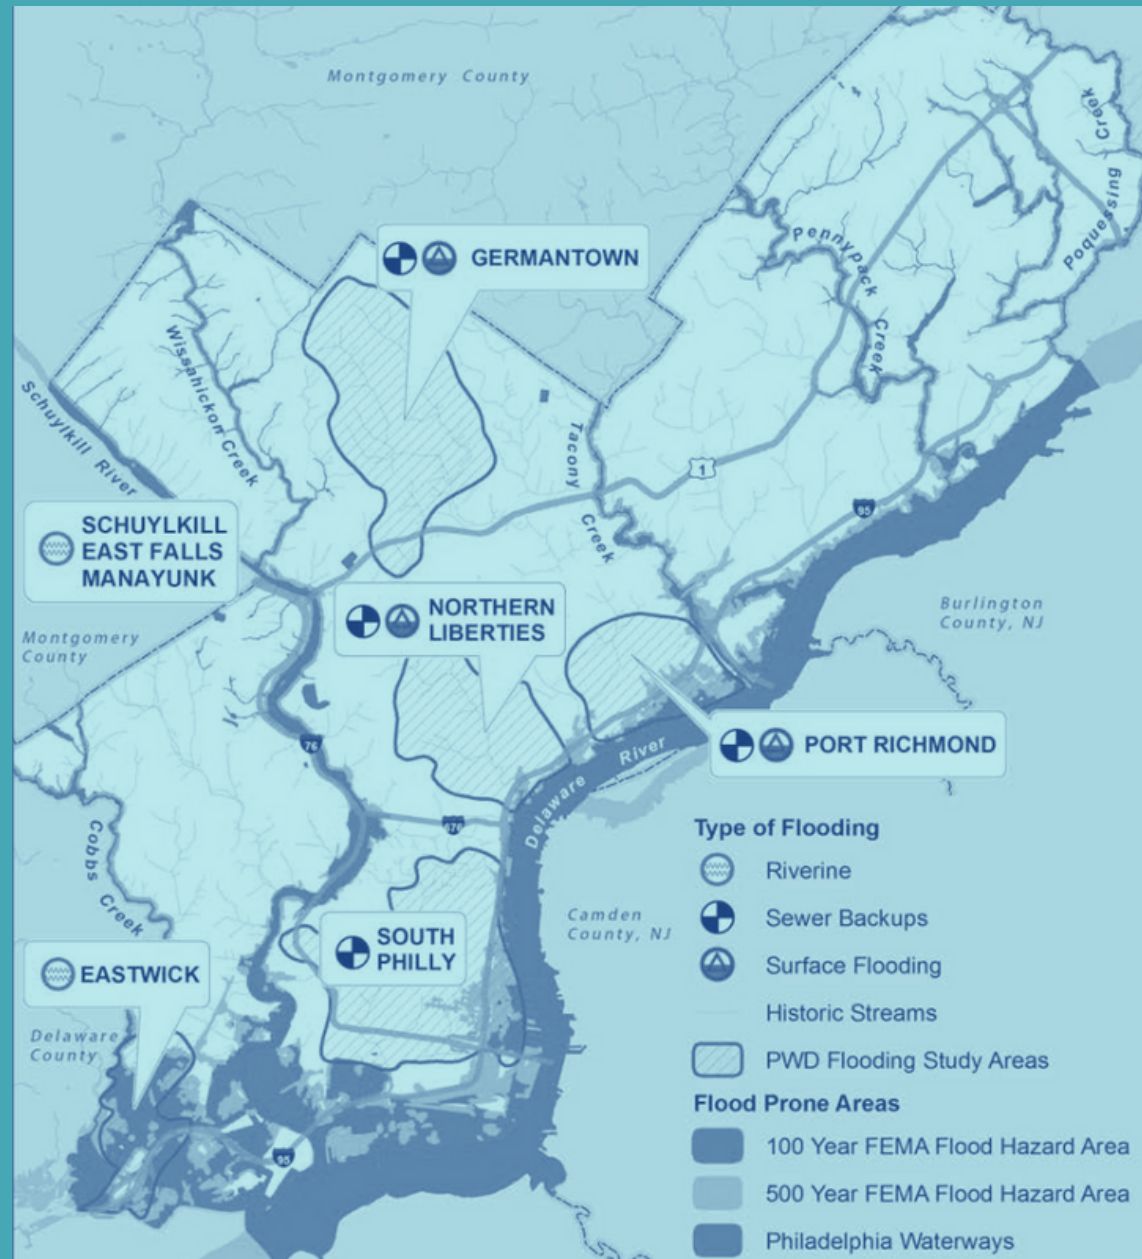 Montgomery County
GERMANTOWN
Wissahickon Creek
Schuylkill River
Pennypack
Creek
Poquessing Creek
Tacony
Creek
1
95
SCHUYLKILL
EAST FALLS
MANAYUNK
NORTHERN
LIBERTIES
Montgomery
County
Burlington
County, NJ
76
PORT RICHMOND
Delaware River
676
Cobbs Creek
Type of Flooding
Riverine
Sewer Backups
Surface Flooding
Historic Streams
PWD Flooding Study Areas
Flood Prone Areas
100 Year FEMA Flood Hazard Area
500 Year FEMA Flood Hazard Area
Philadelphia Waterways
Camden
County, NJ
SOUTH
PHILLY
EASTWICK
Delaware
County
95